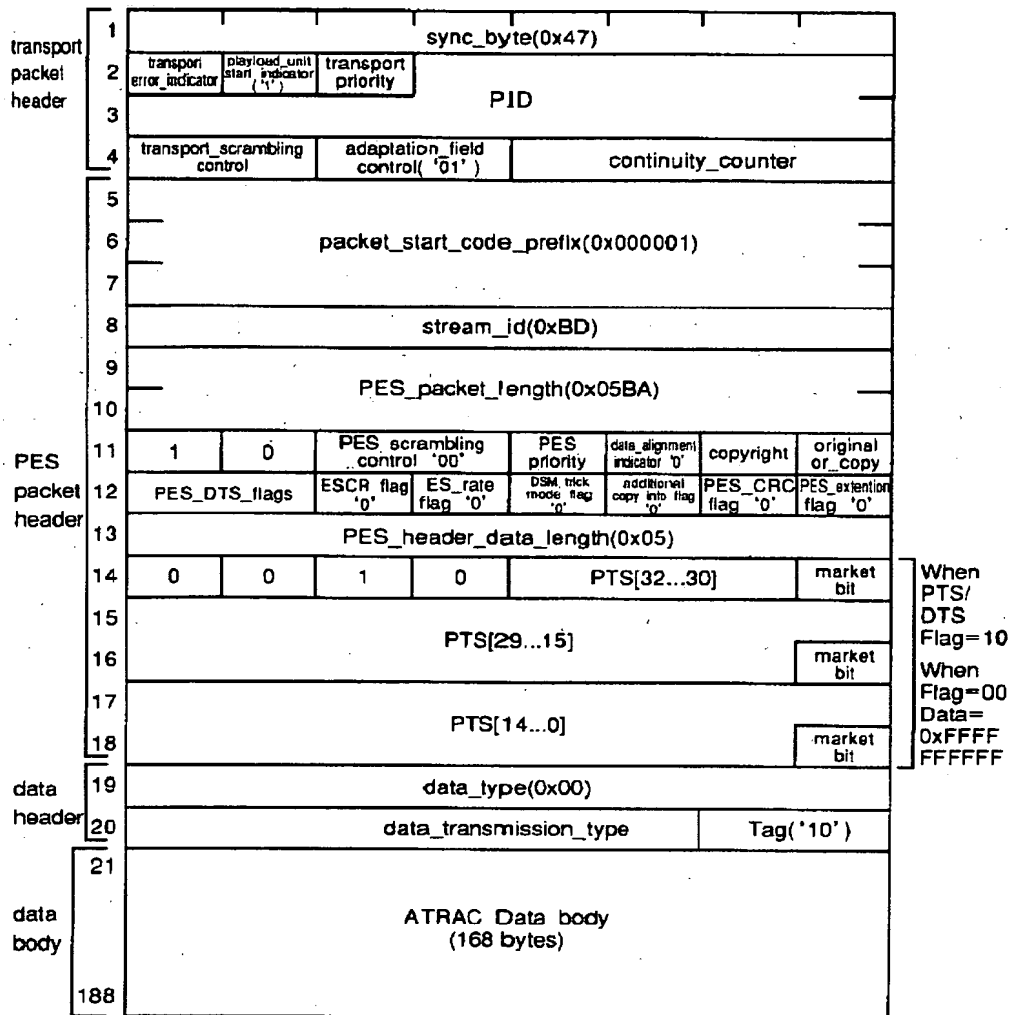 transport
packet
header
1
sync_byte(0x47)
2
transport
error_indicator
playload_unit
start_indicator
('1')
transport
priority
3
PID
4
transport_scrambling
control
adaptation_field
control( '01' )
continuity_counter
PES
packet
header
5
6
packet_start_code_prefix(0x000001)
7
8
stream_id(0xBD)
9
PES_packet_length(0x05BA)
10
11
1
0
PES_scrambling
control '00'
PES
priority
data_alignment
indicator '0'
copyright
original
or_copy
12
PES_DTS_flags
ESCR flag
'0'
ES_rate
flag '0'
DSM_trick
mode flag
'0'
additional
copy into flag
'0'
PES_CRC
flag '0'
PES_extention
flag '0'
13
PES_header_data_length(0x05)
14
0
0
1
0
PTS[32...30]
market
bit
15
PTS[29...15]
16
market
bit
17
PTS[14...0]
18
market
bit
When
PTS/
DTS
Flag=10
When
Flag=00
Data=
0xFFFF
FFFFFF
data
header
19
data_type(0x00)
20
data_transmission_type
Tag('10')
data
body
21
ATRAC Data body
(168 bytes)
188